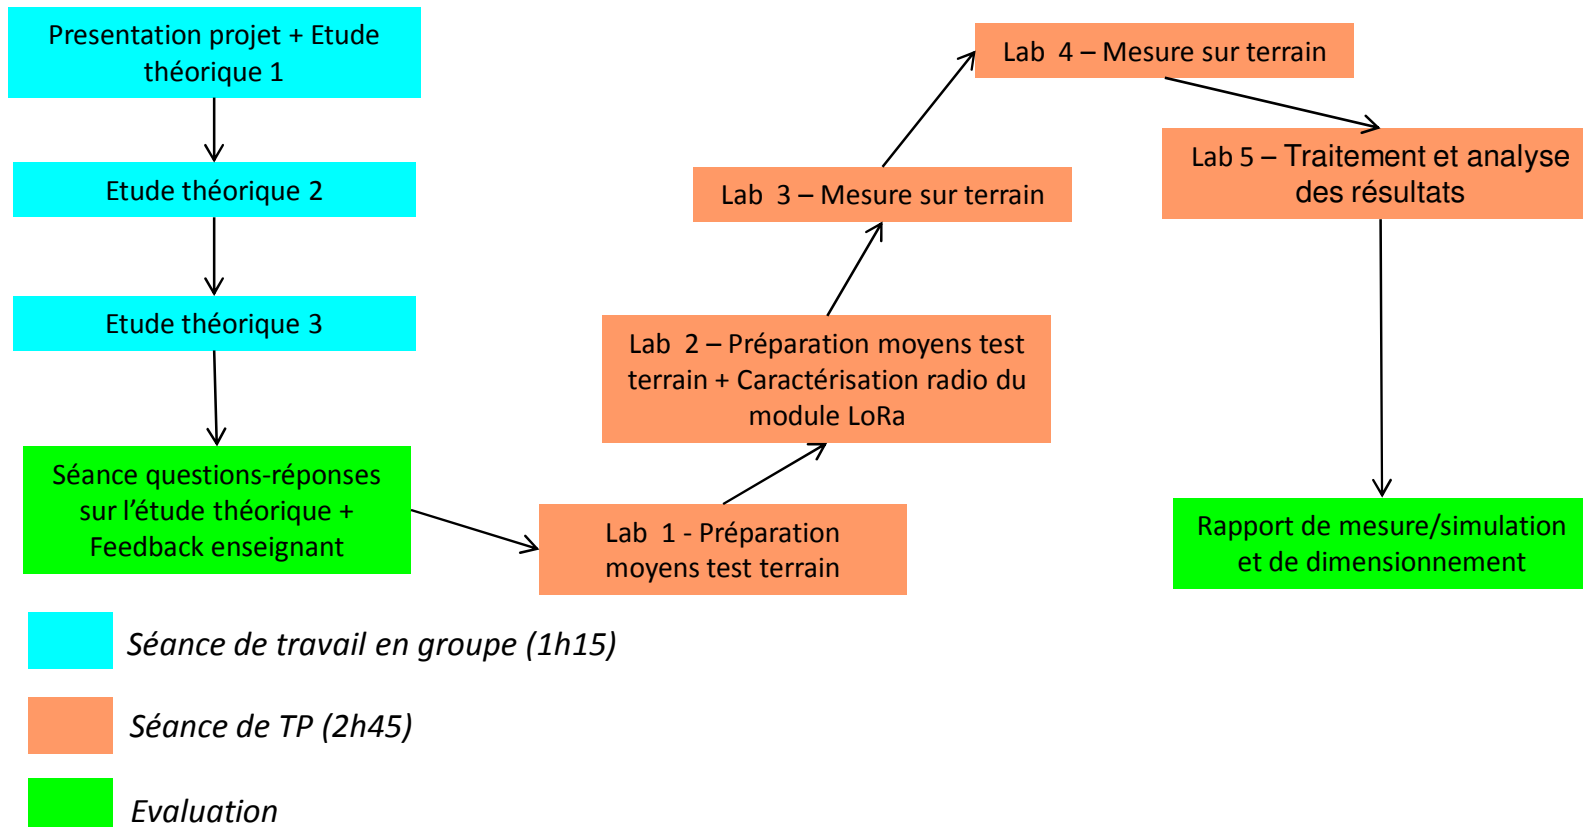 Presentation projet + Etude
théorique 1
Etude théorique 2
Etude théorique 3
Séance questions-réponses
sur l'étude théorique +
Feedback enseignant
Lab  1 - Préparation
moyens test terrain
Lab  2 – Préparation moyens test
terrain + Caractérisation radio du
module LoRa
Lab  3 – Mesure sur terrain
Lab  4 – Mesure sur terrain
Lab 5 – Traitement et analyse
des résultats
Rapport de mesure/simulation
et de dimensionnement
Séance de travail en groupe (1h15)
Séance de TP (2h45)
Evaluation